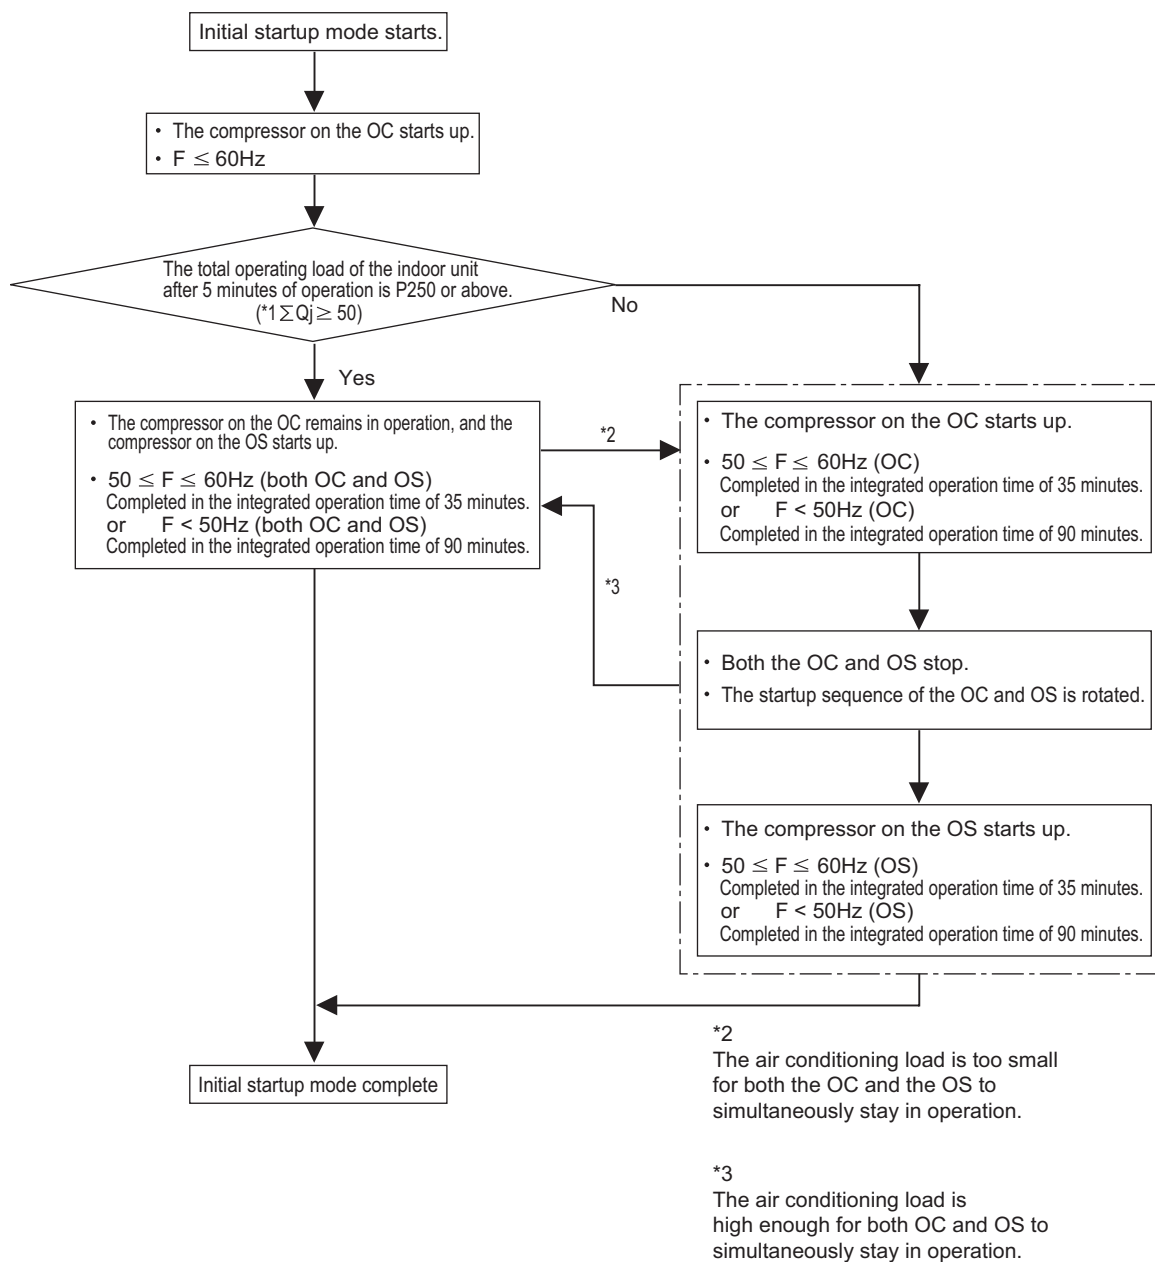 Initial startup mode starts.
• The compressor on the OC starts up.
• F ≤ 60Hz
The total operating load of the indoor unit
after 5 minutes of operation is P250 or above.
(*1 ∑Qj ≥ 50)
No
Yes
• The compressor on the OC remains in operation, and the
compressor on the OS starts up.
• 50 ≤ F ≤ 60Hz (both OC and OS)
Completed in the integrated operation time of 35 minutes.
or F < 50Hz (both OC and OS)
Completed in the integrated operation time of 90 minutes.
*2
*3
• The compressor on the OC starts up.
• 50 ≤ F ≤ 60Hz (OC)
Completed in the integrated operation time of 35 minutes.
or F < 50Hz (OC)
Completed in the integrated operation time of 90 minutes.
• Both the OC and OS stop.
• The startup sequence of the OC and OS is rotated.
• The compressor on the OS starts up.
• 50 ≤ F ≤ 60Hz (OS)
Completed in the integrated operation time of 35 minutes.
or F < 50Hz (OS)
Completed in the integrated operation time of 90 minutes.
Initial startup mode complete
*2
The air conditioning load is too small
for both the OC and the OS to
simultaneously stay in operation.
*3
The air conditioning load is
high enough for both OC and OS to
simultaneously stay in operation.